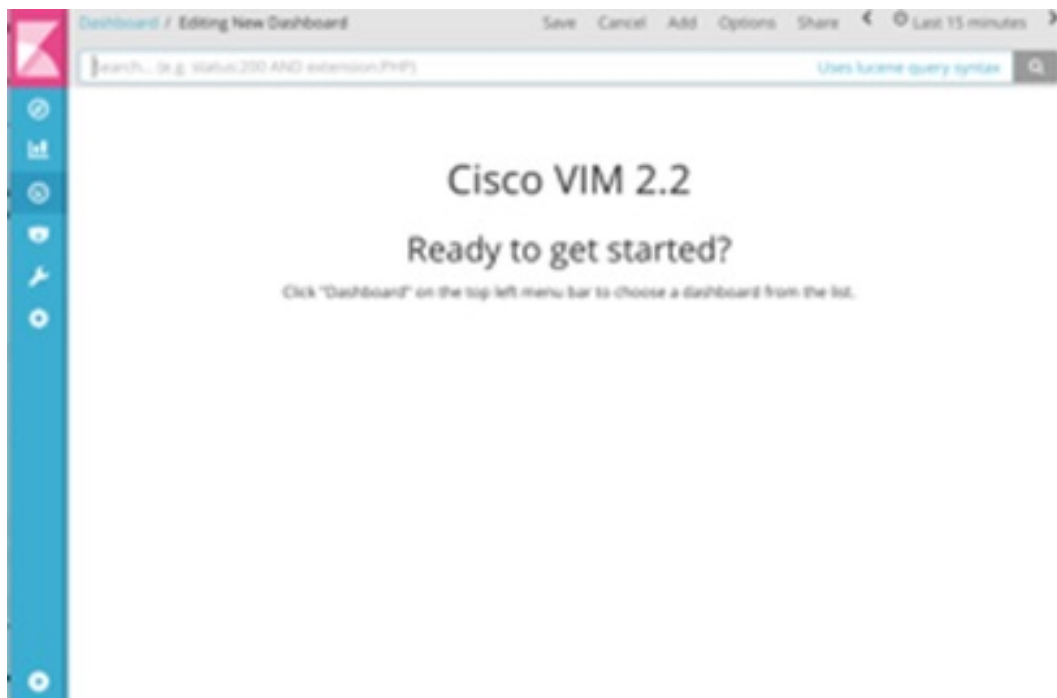 Dashboard / Editing New Dashboard Save Cancel Add Options Share Last 15 minutes
Search... (e.g. status:200 AND extension:PHP) Uses lucene query syntax
Cisco VIM 2.2
Ready to get started?
Click "Dashboard" on the top left menu bar to choose a dashboard from the list.